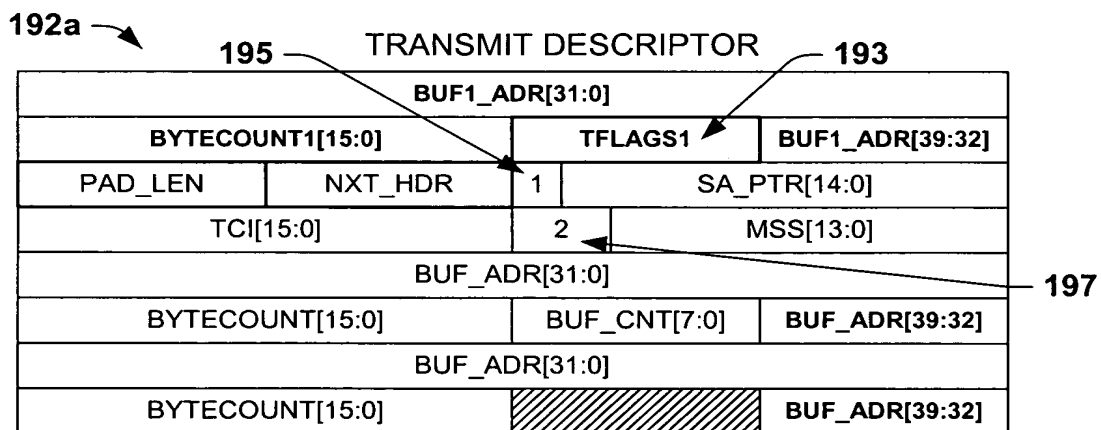 192a
TRANSMIT DESCRIPTOR
195 193
BUF1_ADR[31:0]
BYTECOUNT1[15:0] TFLAGS1 BUF1_ADR[39:32]
PAD_LEN NXT_HDR 1 SA_PTR[14:0]
TCI[15:0] 2 MSS[13:0]
BUF_ADR[31:0]
197
BYTECOUNT[15:0] BUF_CNT[7:0] BUF_ADR[39:32]
BUF_ADR[31:0]
BYTECOUNT[15:0] BUF_ADR[39:32]